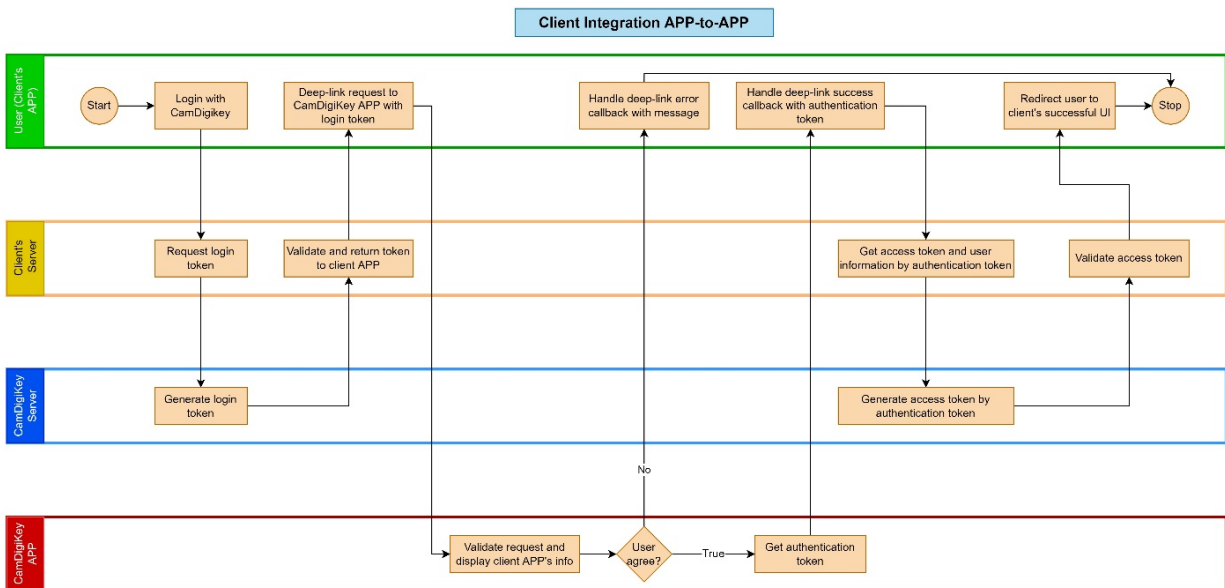 Client Integration APP-to-APP
User (Client's
APP)
Start
Login with
CamDigikey
Deep-link request to
CamDigiKey APP with
login token
Handle deep-link error
callback with message
Handle deep-link success
callback with authentication
token
Redirect user to
client's successful UI
Stop
Client's
Server
Request login
token
Validate and return token
to client APP
Get access token and user
information by authentication token
Validate access token
CamDigiKey
Server
Generate login
token
Generate access token by
authentication token
No
CamDigiKey
APP
Validate request and
display client APP's info
User
agree?
True
Get authentication
token